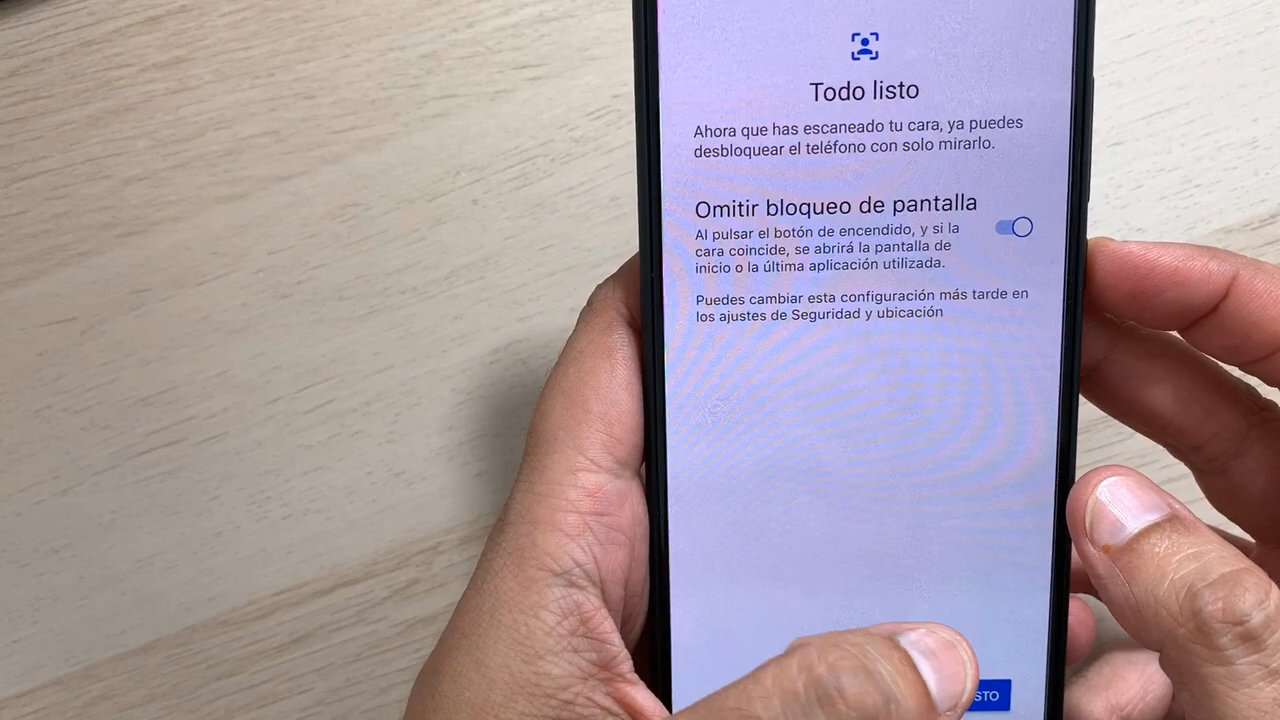 Todo listo
Ahora que has escaneado tu cara, ya puedes
desbloquear el teléfono con solo mirarlo.
Omitir bloqueo de pantalla
Al pulsar el botón de encendido, y si la
cara coincide, se abrirá la pantalla de
inicio o la última aplicación utilizada.
Puedes cambiar esta configuración más tarde en
los ajustes de Seguridad y ubicación